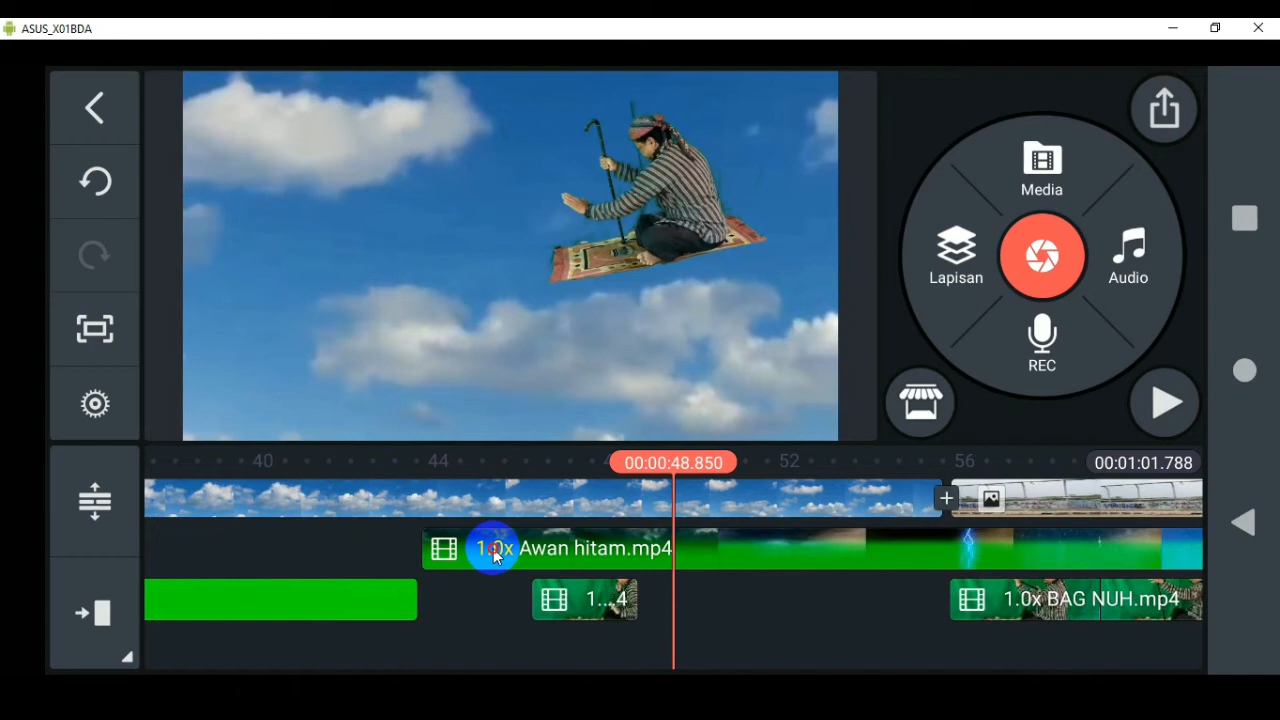 ASUS_X01BDA
Media
Lapisan
Audio
REC
40
44
00:00:48.850
52
56
00:01:01.788
1.0x Awan hitam.mp4
1...4
1.0x BAG NUH.mp4